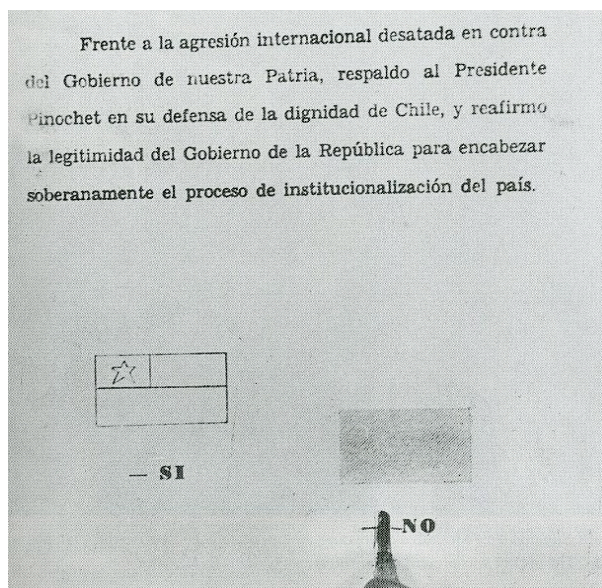 Frente a la agresión internacional desatada en contra
del Gobierno de nuestra Patria, respaldo al Presidente
Pinochet en su defensa de la dignidad de Chile, y reafirmo
la legitimidad del Gobierno de la República para encabezar
soberanamente el proceso de institucionalización del país.
— SI
—NO